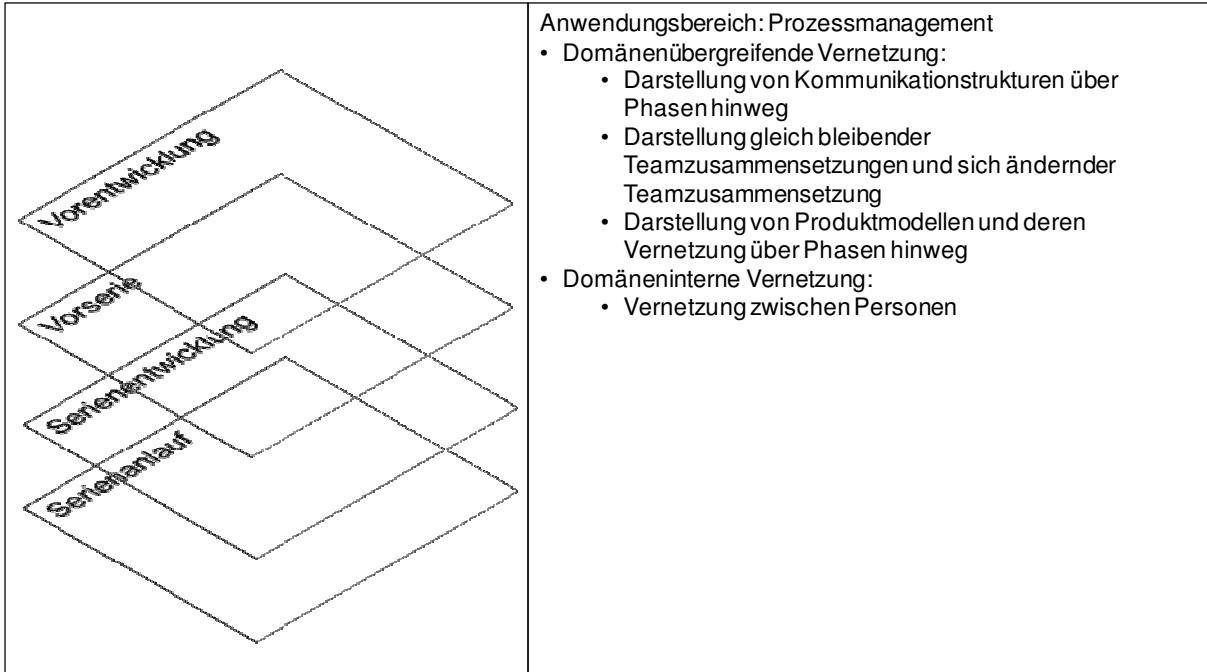 Vorentwicklung
Vorserie
Serienentwicklung
Serienanlauf
Anwendungsbereich: Prozessmanagement
• Domänenübergreifende Vernetzung:
• Darstellung von Kommunikationstrukturen über
Phasen hinweg
• Darstellung gleich bleibender
Teamzusammensetzungen und sich ändernder
Teamzusammensetzung
• Darstellung von Produktmodellen und deren
Vernetzung über Phasen hinweg
• Domäneninterne Vernetzung:
• Vernetzung zwischen Personen